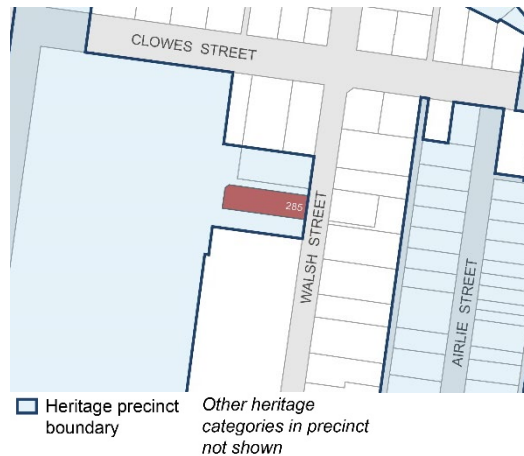 CLOWES STREET
285
WALSH STREET
AIRLIE STREET
Heritage precinct
boundary
Other heritage
categories in precinct
not shown